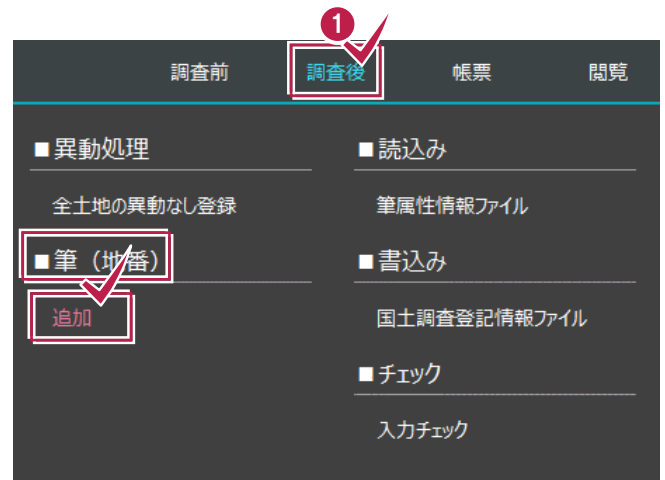 1
調査前 調査後 帳票 閲覧
■異動処理
全土地の異動なし登録
■筆（地番）
追加
■読込み
筆属性情報ファイル
■書込み
国土調査登記情報ファイル
■チェック
入力チェック